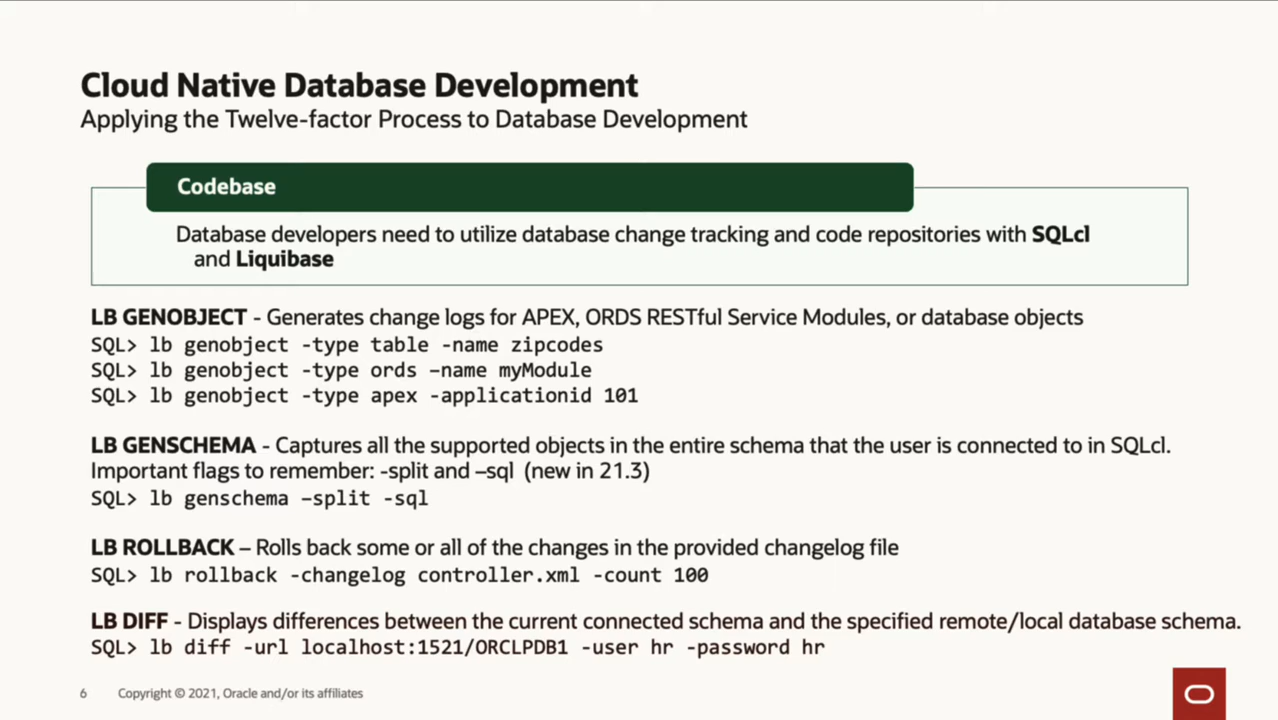 Cloud Native Database Development
Applying the Twelve-factor Process to Database Development
Codebase
Database developers need to utilize database change tracking and code repositories with SQLcl
and Liquibase
LB GENOBJECT - Generates change logs for APEX, ORDS RESTful Service Modules, or database objects
SQL> lb genobject -type table -name zipcodes
SQL> lb genobject -type ords –name myModule
SQL> lb genobject -type apex -applicationid 101
LB GENSCHEMA - Captures all the supported objects in the entire schema that the user is connected to in SQLcl.
Important flags to remember: -split and –sql (new in 21.3)
SQL> lb genschema –split -sql
LB ROLLBACK – Rolls back some or all of the changes in the provided changelog file
SQL> lb rollback -changelog controller.xml -count 100
LB DIFF - Displays differences between the current connected schema and the specified remote/local database schema.
SQL> lb diff -url localhost:1521/ORCLPDB1 -user hr -password hr
6 Copyright © 2021, Oracle and/or its affiliates